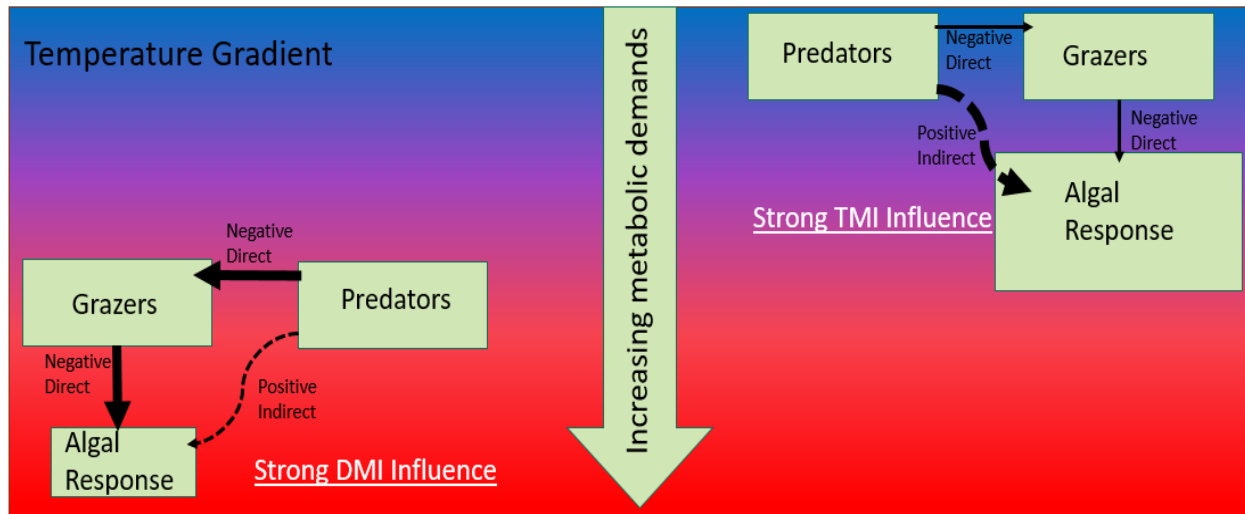 Temperature Gradient
Negative
Direct
Grazers
Predators
Negative
Direct
Positive
Indirect
Algal
Response
Strong DMI Influence
Increasing metabolic demands
Predators
Negative
Direct
Grazers
Positive
Indirect
Negative
Direct
Algal
Response
Strong TMI Influence